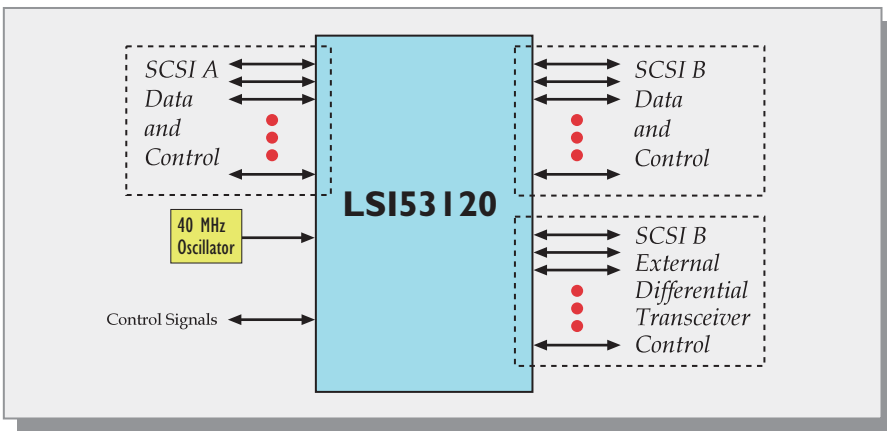 SCSI A
Data
and
Control
SCSI B
Data
and
Control
LSI53120
40 MHz
Oscillator
SCSI B
External
Differential
Transceiver
Control
Control Signals